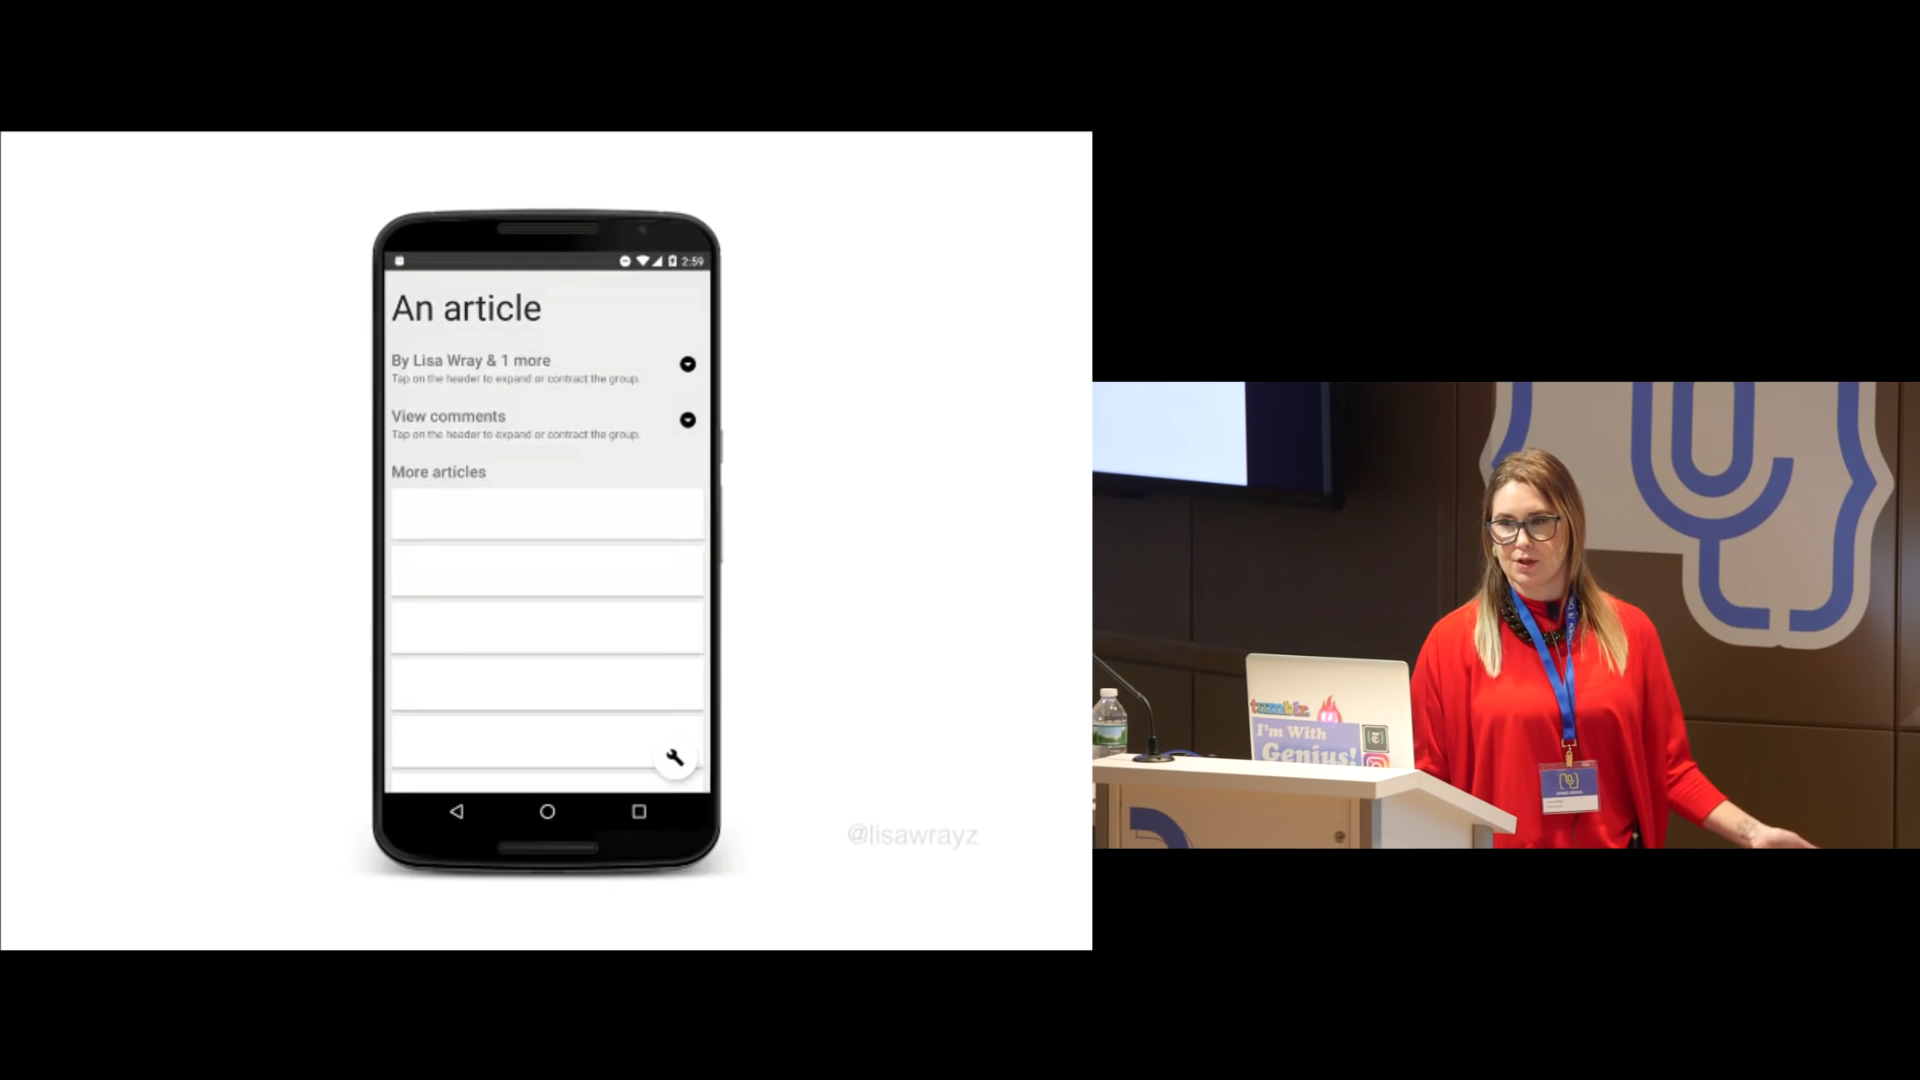 2:59
An article
By Lisa Wray & 1 more
Tap on the header to expand or contract the group.
View comments
Tap on the header to expand or contract the group.
More articles
@lisawrayz
tumblr
I'm With
Genius!